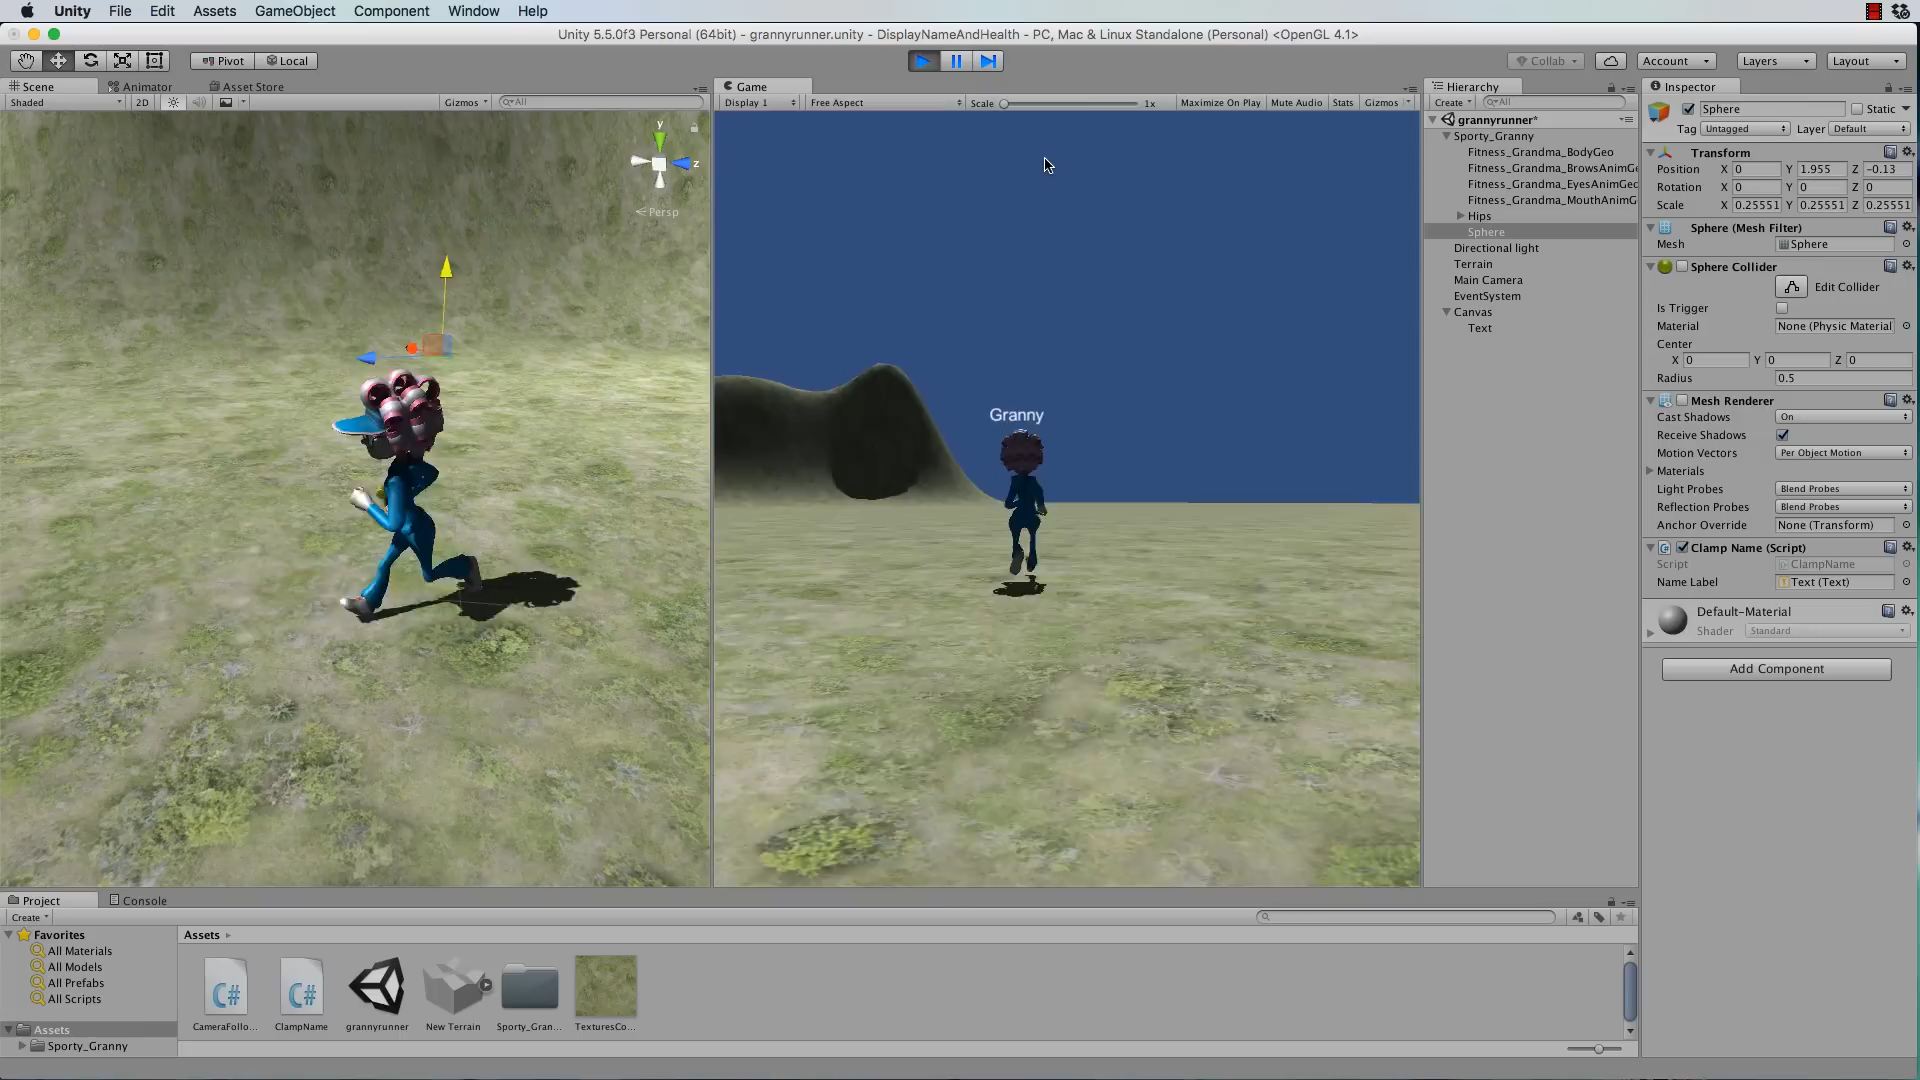 Unity File Edit Assets GameObject Component Window Help
Unity 5.5.0f3 Personal (64bit) - grannyrunner.unity - DisplayNameAndHealth - PC, Mac & Linux Standalone (Personal) <OpenGL 4.1>
Pivot Local
Collab Account Layers Layout
Scene Animator Asset Store
Shaded 2D Gizmos All
y
z
Persp
Game
Display 1 Free Aspect Scale 1x Maximize On Play Mute Audio Stats Gizmos
Granny
Hierarchy
Create All
grannyrunner*
Sporty_Granny
Fitness_Grandma_BodyGeo
Fitness_Grandma_BrowsAnimGe
Fitness_Grandma_EyesAnimGeo
Fitness_Grandma_MouthAnimG
Hips
Sphere
Directional light
Terrain
Main Camera
EventSystem
Canvas
Text
Inspector
Sphere Static
Tag Untagged Layer Default
Transform
Position X 0 Y 1.955 Z -0.13
Rotation X 0 Y 0 Z 0
Scale X 0.25551 Y 0.25551 Z 0.25551
Sphere (Mesh Filter)
Mesh Sphere
Sphere Collider
Edit Collider
Is Trigger
Material None (Physic Material
Center
X 0 Y 0 Z 0
Radius 0.5
Mesh Renderer
Cast Shadows On
Receive Shadows
Motion Vectors Per Object Motion
Materials
Light Probes Blend Probes
Reflection Probes Blend Probes
Anchor Override None (Transform)
Clamp Name (Script)
Script ClampName
Name Label Text (Text)
Default-Material
Shader Standard
Add Component
Project Console
Create
Favorites
All Materials
All Models
All Prefabs
All Scripts
Assets
Sporty_Granny
Assets
C# C#
CameraFollo... ClampName grannyrunner New Terrain Sporty_Gran... TexturesCo...